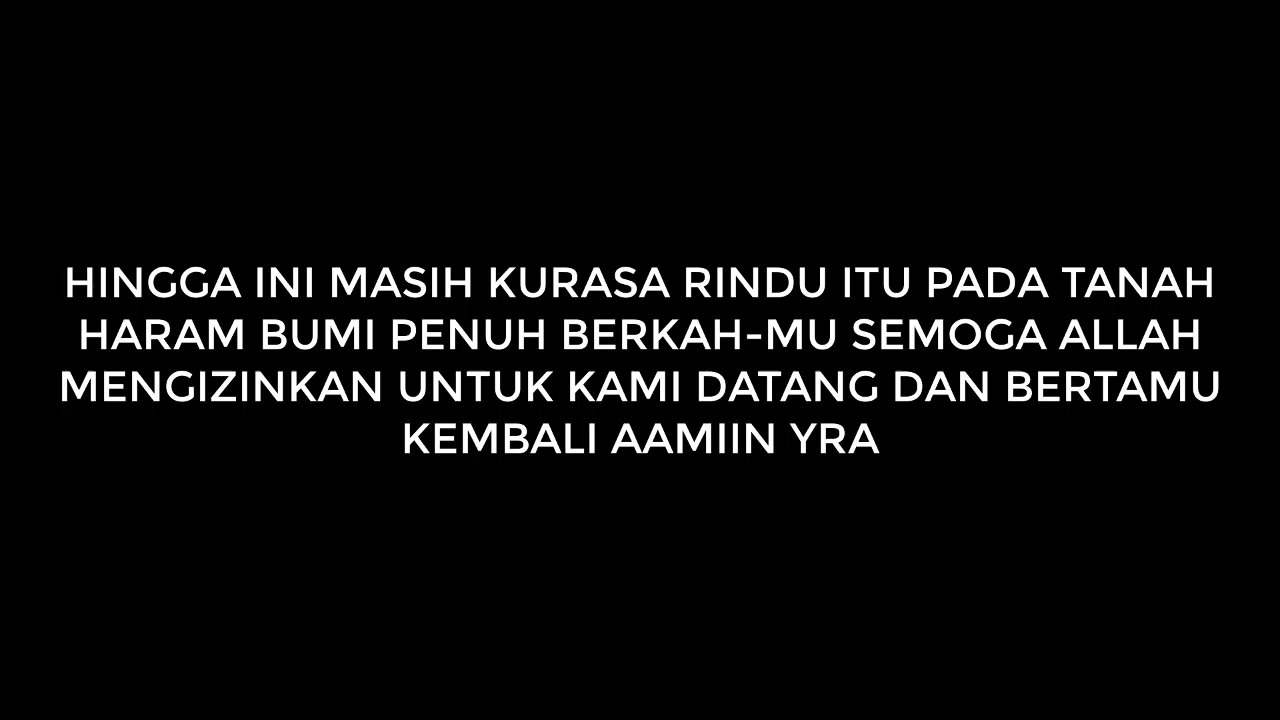 HINGGA INI MASIH KURASA RINDU ITU PADA TANAH
HARAM BUMI PENUH BERKAH-MU SEMOGA ALLAH
MENGIZINKAN UNTUK KAMI DATANG DAN BERTAMU
KEMBALI AAMIIN YRA